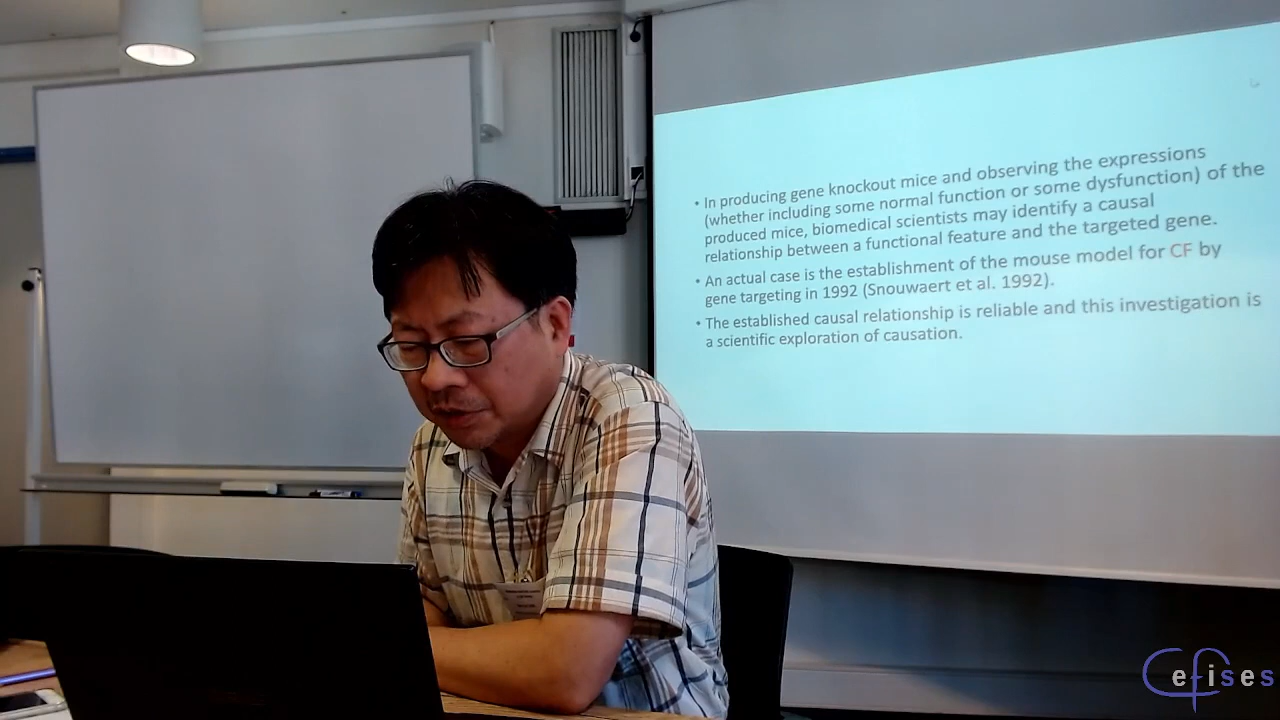 • In producing gene knockout mice and observing the expressions
(whether including some normal function or some dysfunction) of the
produced mice, biomedical scientists may identify a causal
relationship between a functional feature and the targeted gene.
• An actual case is the establishment of the mouse model for CF by
gene targeting in 1992 (Snouwaert et al. 1992).
• The established causal relationship is reliable and this investigation is
a scientific exploration of causation.
Cefises